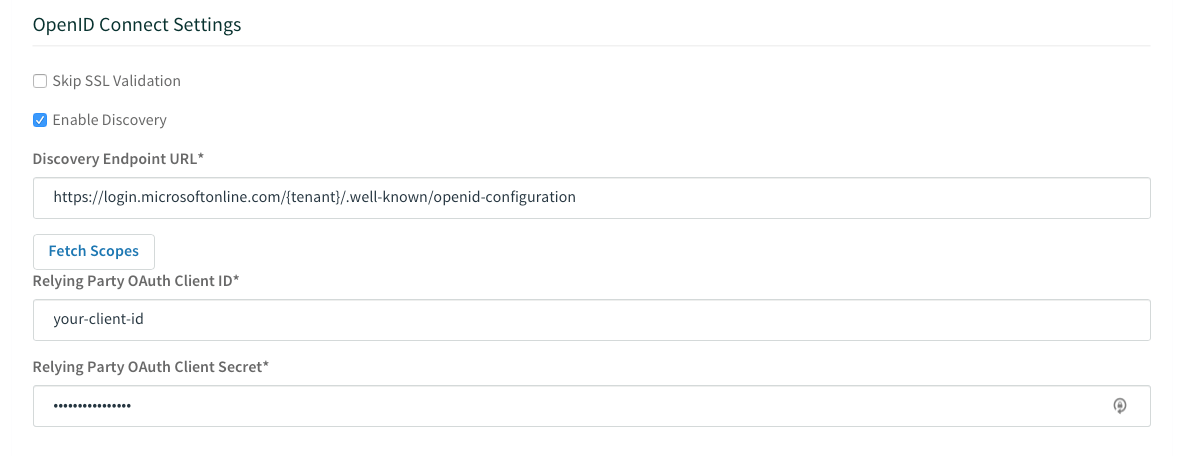 OpenID Connect Settings
Skip SSL Validation
Enable Discovery
Discovery Endpoint URL*
https://login.microsoftonline.com/{tenant}/.well-known/openid-configuration
Fetch Scopes
Relying Party OAuth Client ID*
your-client-id
Relying Party OAuth Client Secret*
••••••••••••••••